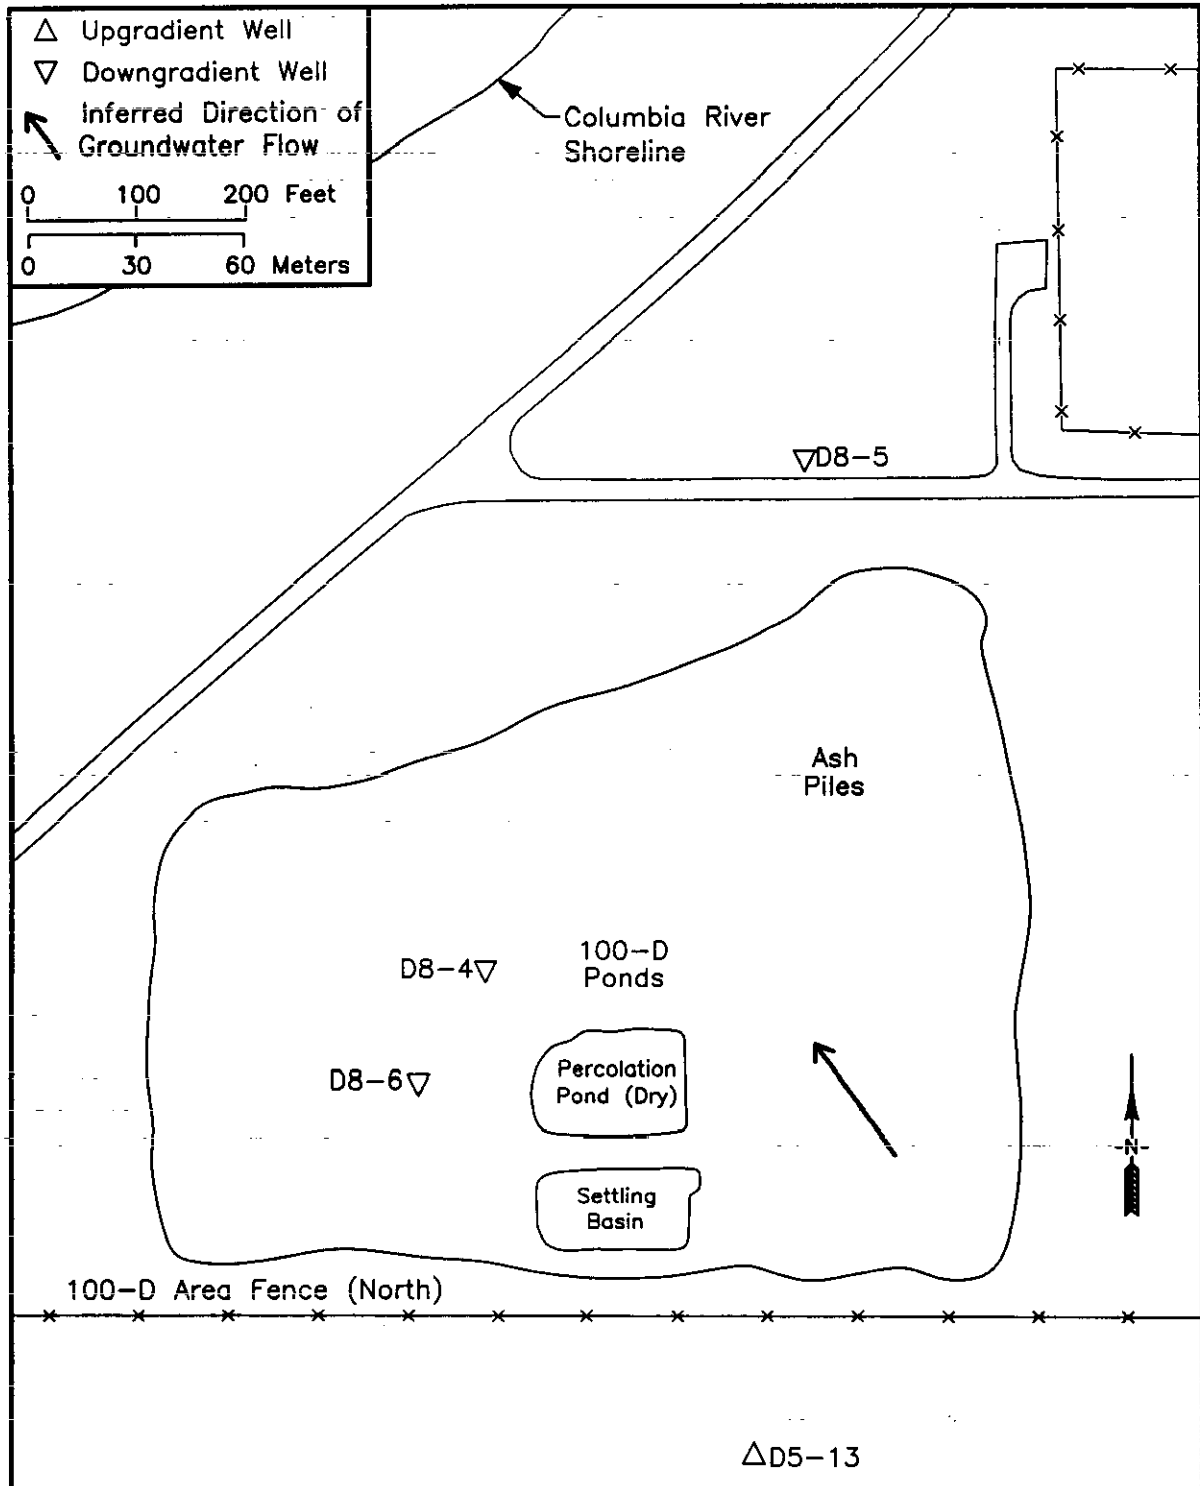 △ Upgradient Well
▽ Downgradient Well
Inferred Direction of
Groundwater Flow
0 100 200 Feet
0 30 60 Meters
Columbia River
Shoreline
▽D8-5
Ash
Piles
100-D
Ponds
D8-4▽
Percolation
Pond (Dry)
D8-6▽
N
Settling
Basin
100-D Area Fence (North)
△D5-13